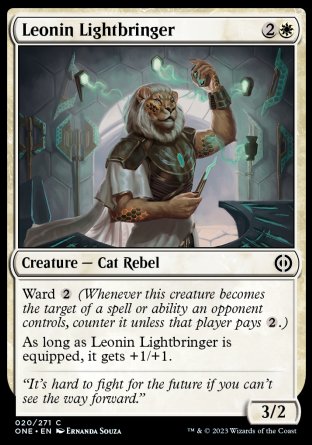 Leonin Lightbringer 2
Creature — Cat Rebel
Ward 2 (Whenever this creature becomes
the target of a spell or ability an opponent
controls, counter it unless that player pays 2.)
As long as Leonin Lightbringer is
equipped, it gets +1/+1.
“It’s hard to fight for the future if you can’t
see the way forward.”
3/2
020/271 C
ONE • EN Ernanda Souza
™ & © 2023 Wizards of the Coast